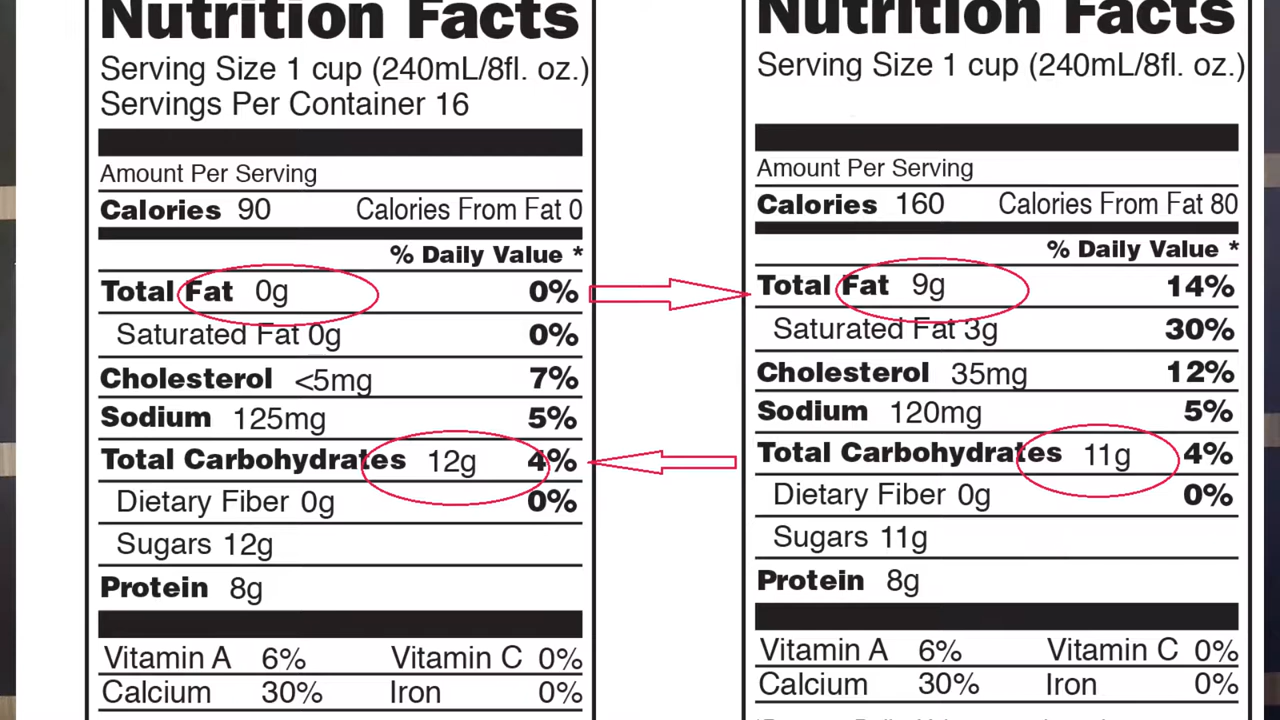 Nutrition Facts
Serving Size 1 cup (240mL/8fl. oz.)
Servings Per Container 16
Amount Per Serving
Calories 90 Calories From Fat 0
% Daily Value *
Total Fat 0g 0%
Saturated Fat 0g 0%
Cholesterol <5mg 7%
Sodium 125mg 5%
Total Carbohydrates 12g 4%
Dietary Fiber 0g 0%
Sugars 12g
Protein 8g
Vitamin A 6% Vitamin C 0%
Calcium 30% Iron 0%
Nutrition Facts
Serving Size 1 cup (240mL/8fl. oz.)
Amount Per Serving
Calories 160 Calories From Fat 80
% Daily Value *
Total Fat 9g 14%
Saturated Fat 3g 30%
Cholesterol 35mg 12%
Sodium 120mg 5%
Total Carbohydrates 11g 4%
Dietary Fiber 0g 0%
Sugars 11g
Protein 8g
Vitamin A 6% Vitamin C 0%
Calcium 30% Iron 0%